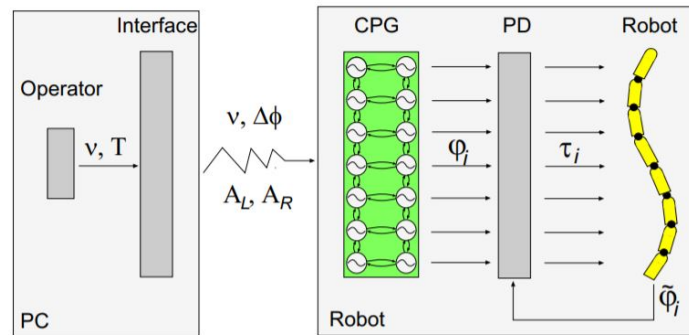 Interface
Operator
ν, T
PC
ν, Δϕ
A_L, A_R
CPG
PD
Robot
φ_i
τ_i
φ̃_i
Robot